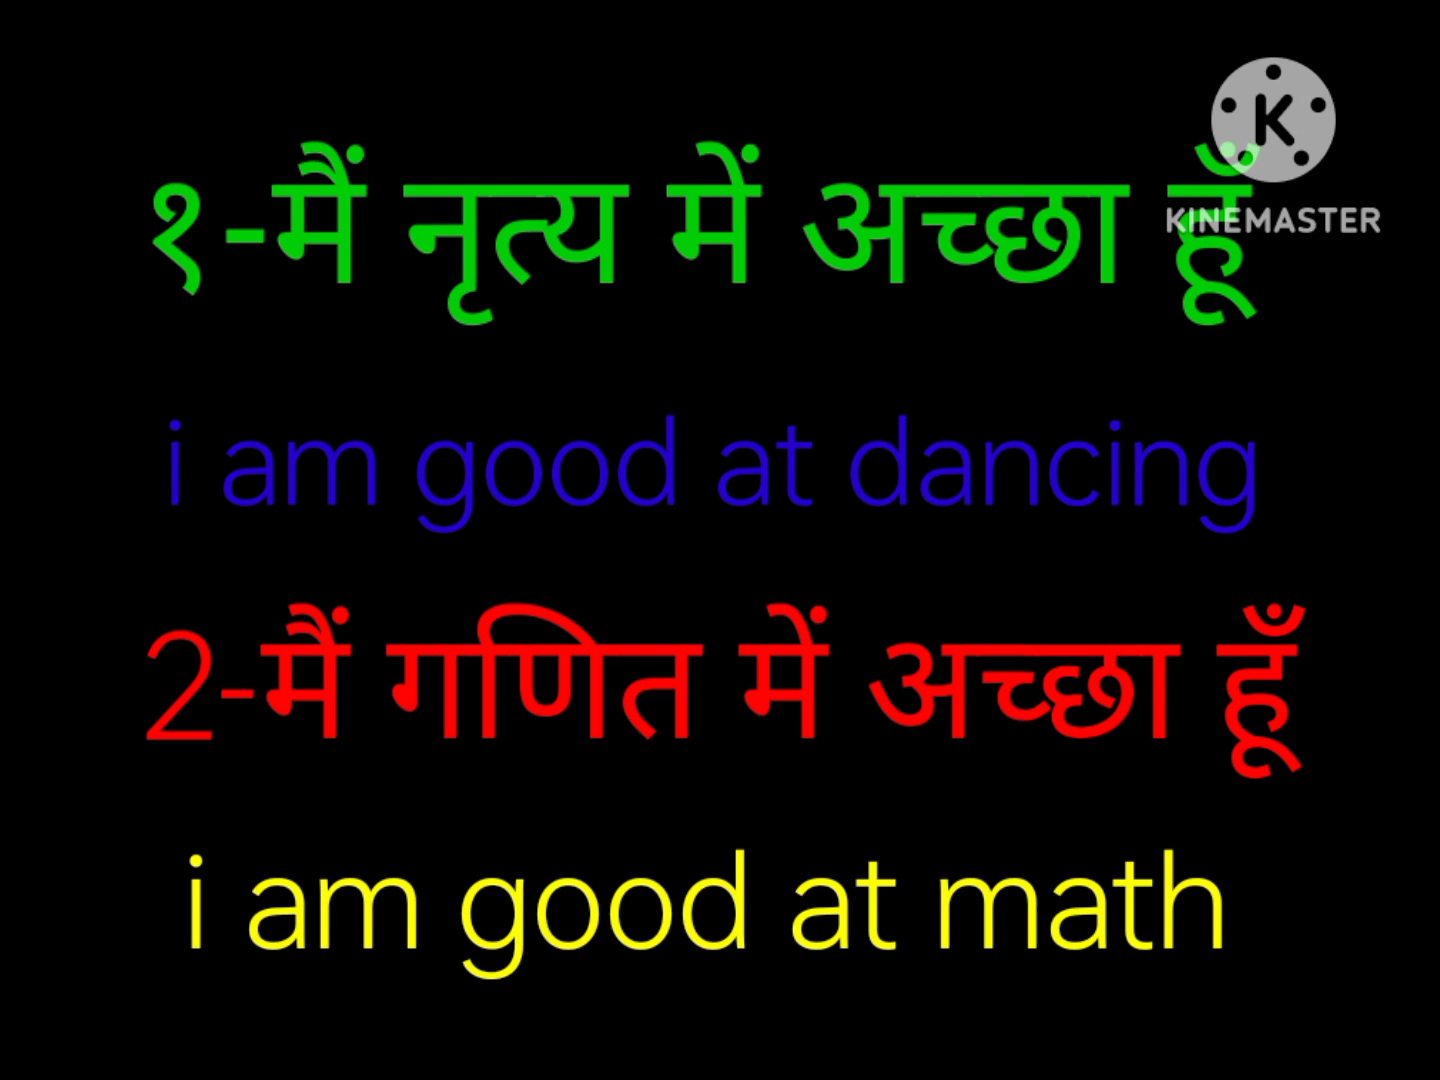 १-मैं नृत्य में अच्छा हूँ
KINEMASTER
i am good at dancing
2-मैं गणित में अच्छा हूँ
i am good at math